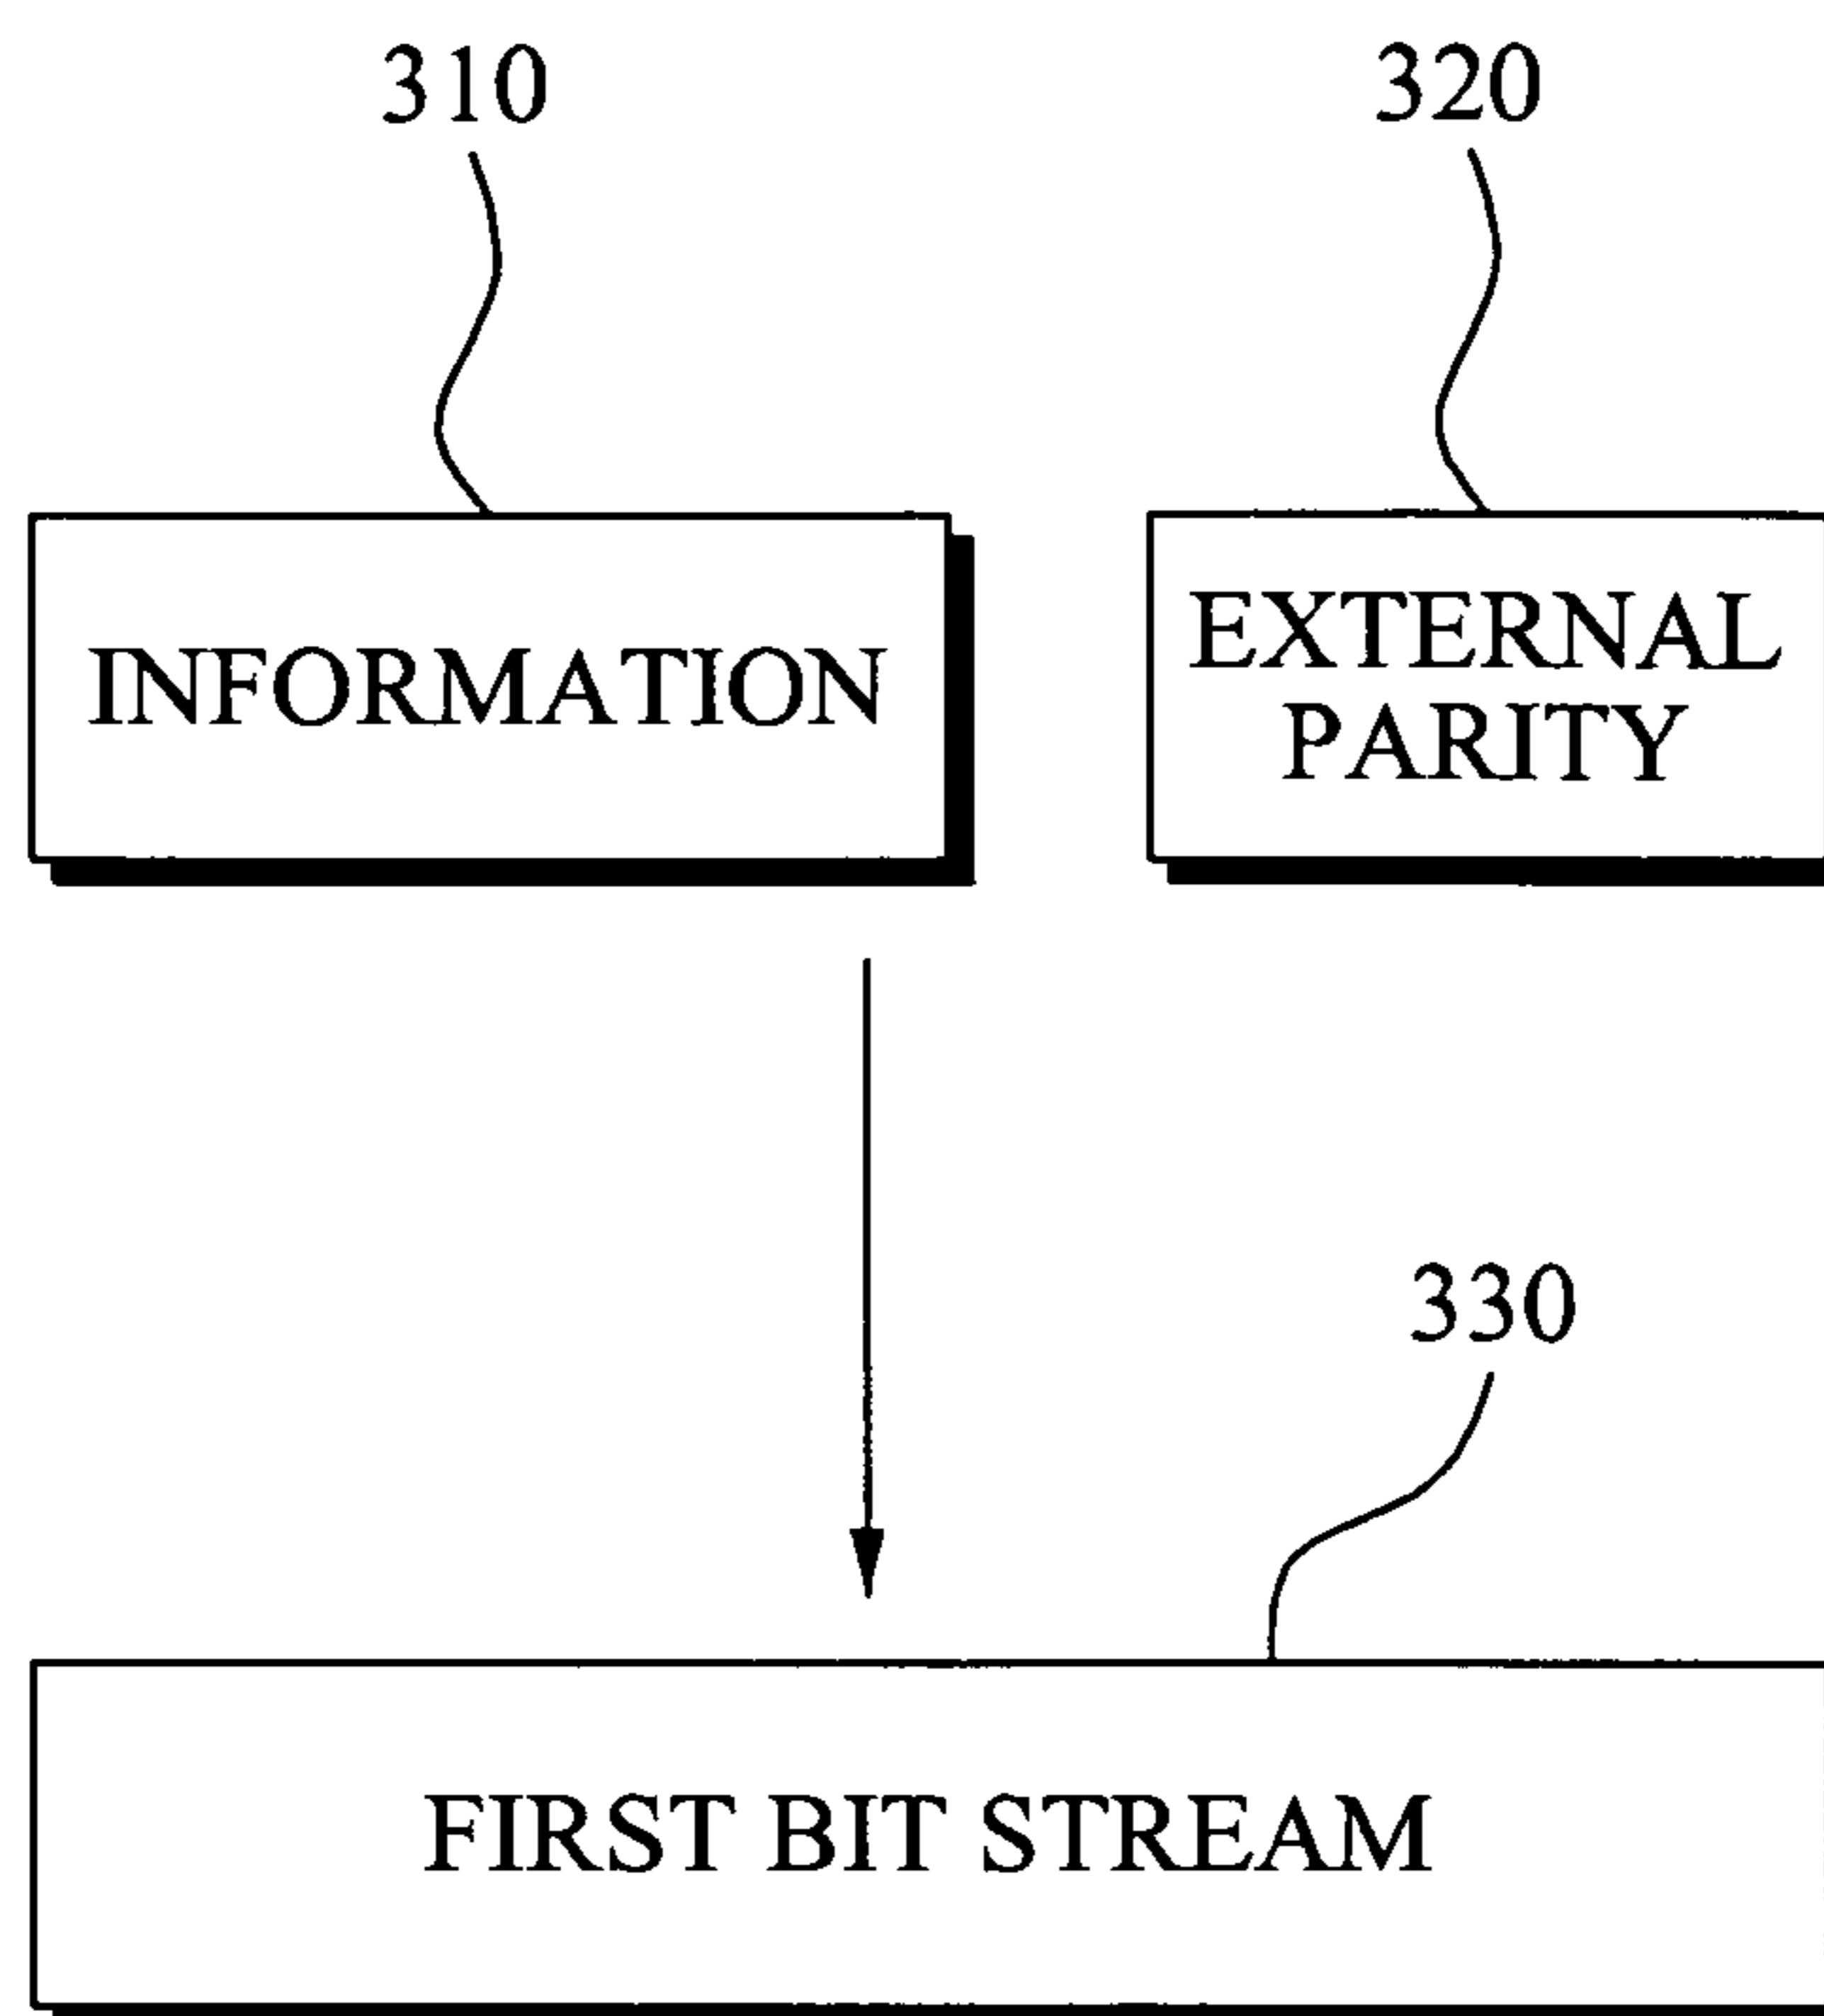 310
320
INFORMATION
EXTERNAL
PARITY
330
FIRST BIT STREAM